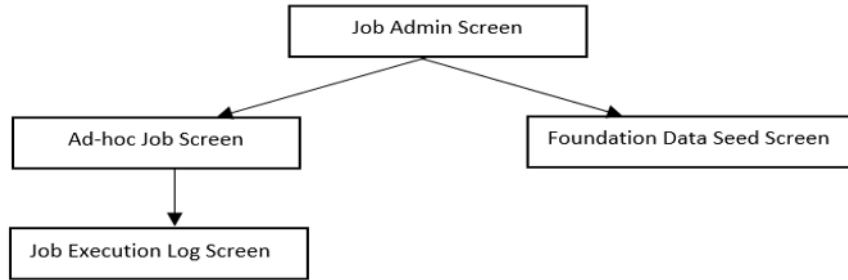 Job Admin Screen
Ad-hoc Job Screen
Foundation Data Seed Screen
Job Execution Log Screen